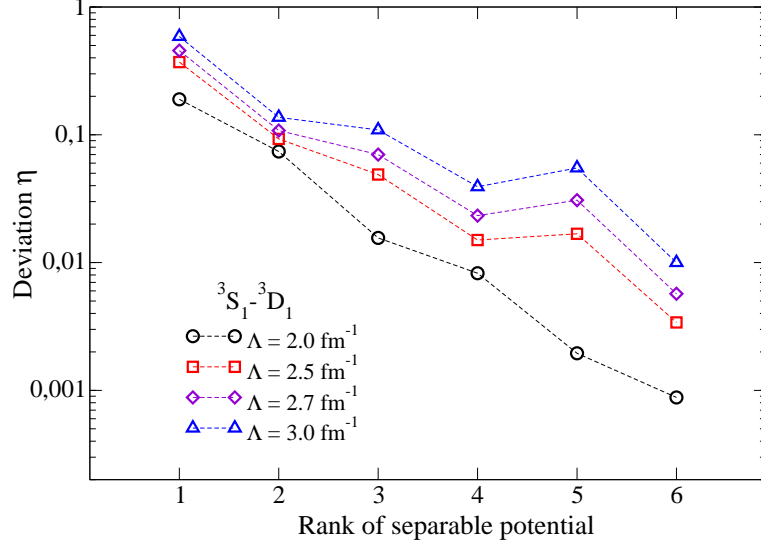 1
0,1
0,01
0,001
Deviation η
³S₁-³D₁
Λ = 2.0 fm⁻¹
Λ = 2.5 fm⁻¹
Λ = 2.7 fm⁻¹
Λ = 3.0 fm⁻¹
1 2 3 4 5 6
Rank of separable potential